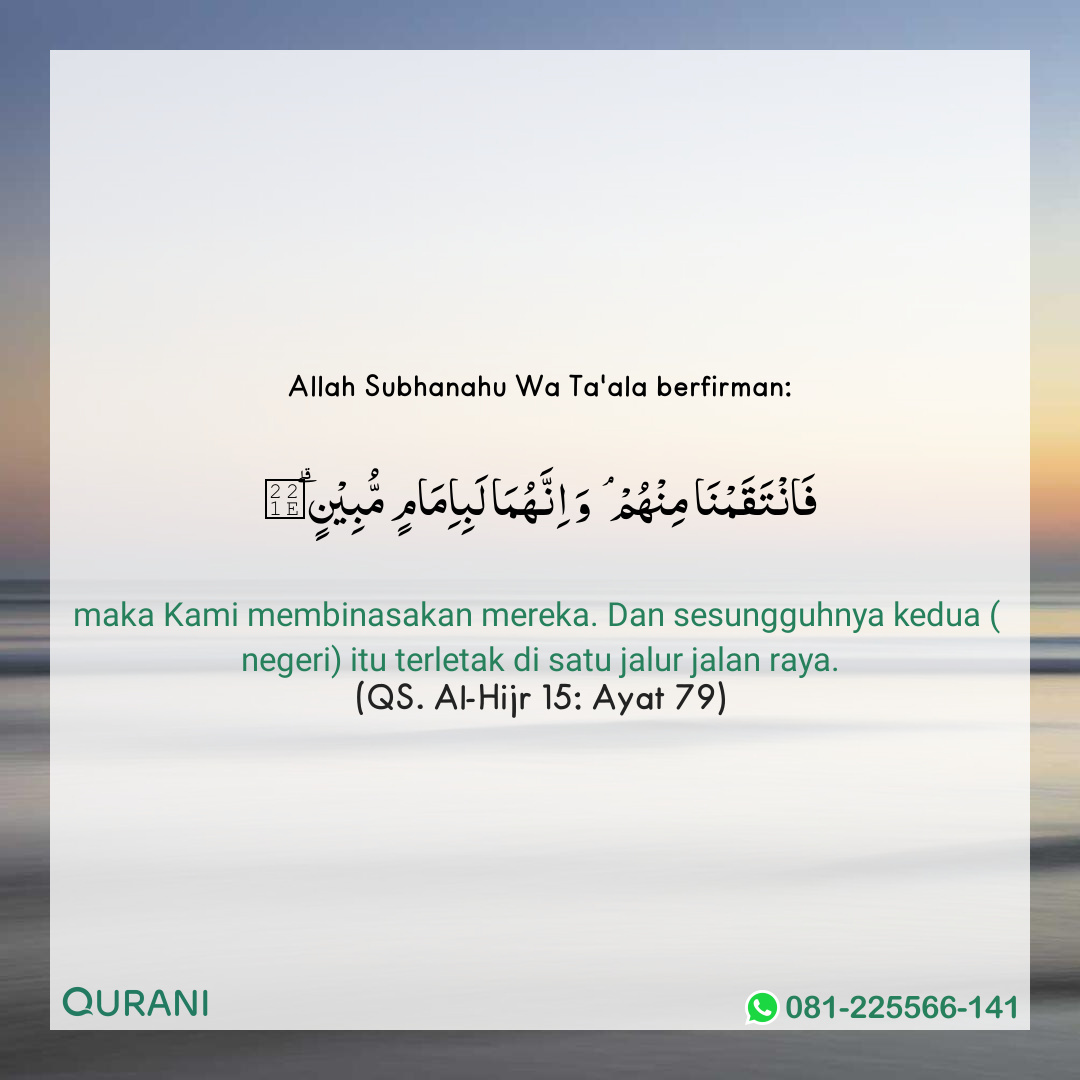 Allah Subhanahu Wa Ta'ala berfirman:
فَانْتَقَمْنَا مِنْهُمْ ۘ وَاِنَّهُمَا لَبِاِمَامٍ مُّبِيْنٍ ۗ
maka Kami membinasakan mereka. Dan sesungguhnya kedua (
negeri) itu terletak di satu jalur jalan raya.
(QS. Al-Hijr 15: Ayat 79)
QURANI
081-225566-141